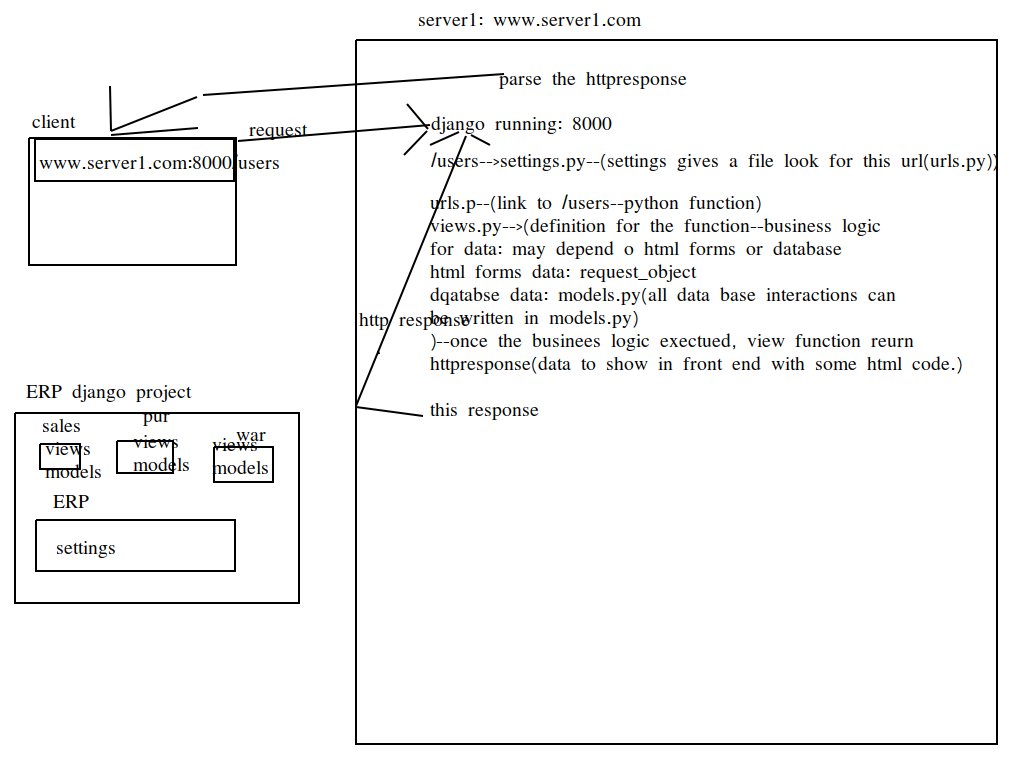 server1: www.server1.com
parse the httpresponse
client
request
django running: 8000
www.server1.com:8000/users
/users-->settings.py--(settings gives a file look for this url(urls.py))
urls.p--(link to /users--python function)
views.py-->(definition for the function--business logic
for data: may depend o html forms or database
html forms data: request_object
dqatabse data: models.py(all data base interactions can
be written in models.py)
http response
)--once the businees logic exectued, view function reurn
httpresponse(data to show in front end with some html code.)
this response
ERP django project
sales
views
models
pur
views
models
war
views
models
ERP
settings